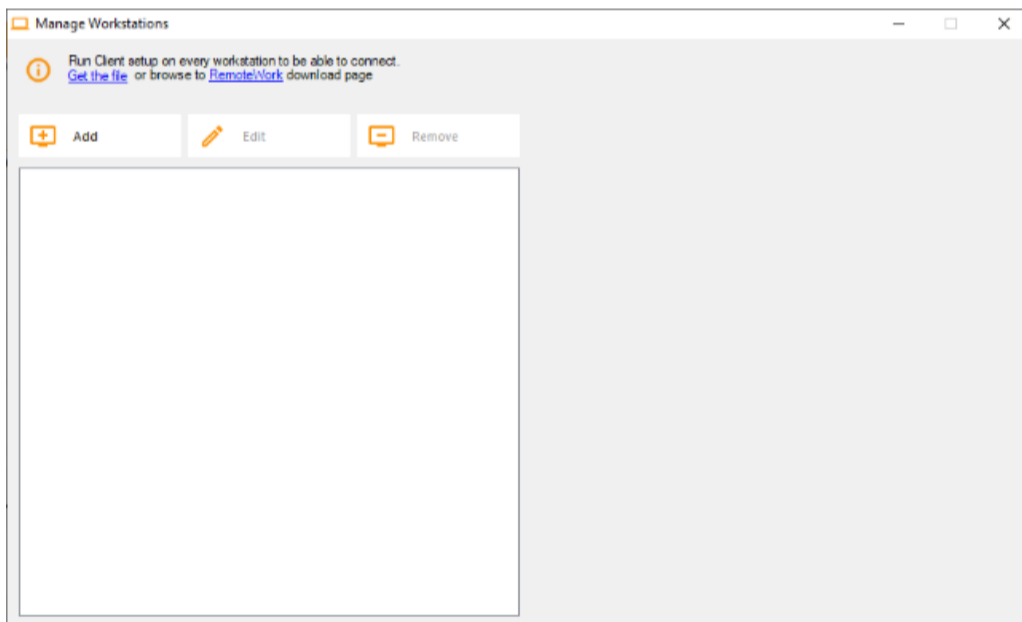 Manage Workstations
Run Client setup on every workstation to be able to connect.
Get the file or browse to RemoteWork download page
Add
Edit
Remove